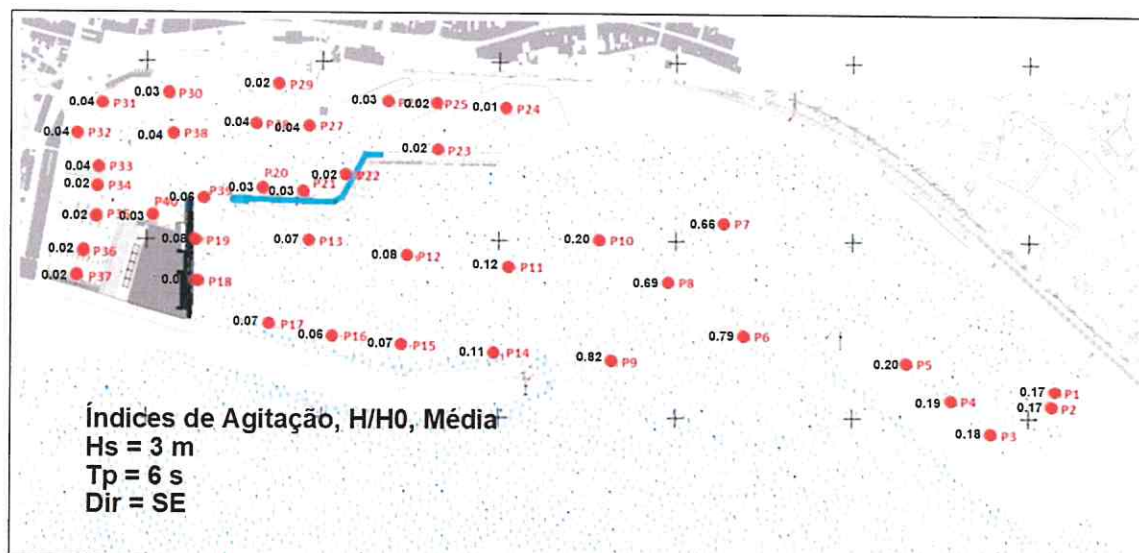 0.02 P29
0.03 P30
0.04 P31
0.03 P
0.02 P25
0.01 P24
0.04
0.04 P27
0.04 P32
0.04 P38
0.02 P23
0.04 P33
0.02 P34
0.02 P22
0.03 P20
0.03 P21
0.06 P39
0.02
0.03 P40
0.66 P7
0.08 P19
0.07 P13
0.20 P10
0.02 P36
0.08 P12
0.12 P11
0.02 P37
0.0 P18
0.69 P8
0.07 P17
0.06 P16
0.07 P15
0.11 P14
0.79 P6
0.82 P9
0.20 P5
0.17 P1
0.19 P4
0.17 P2
0.18 P3
Índices de Agitação, H/H0, Média
Hs = 3 m
Tp = 6 s
Dir = SE